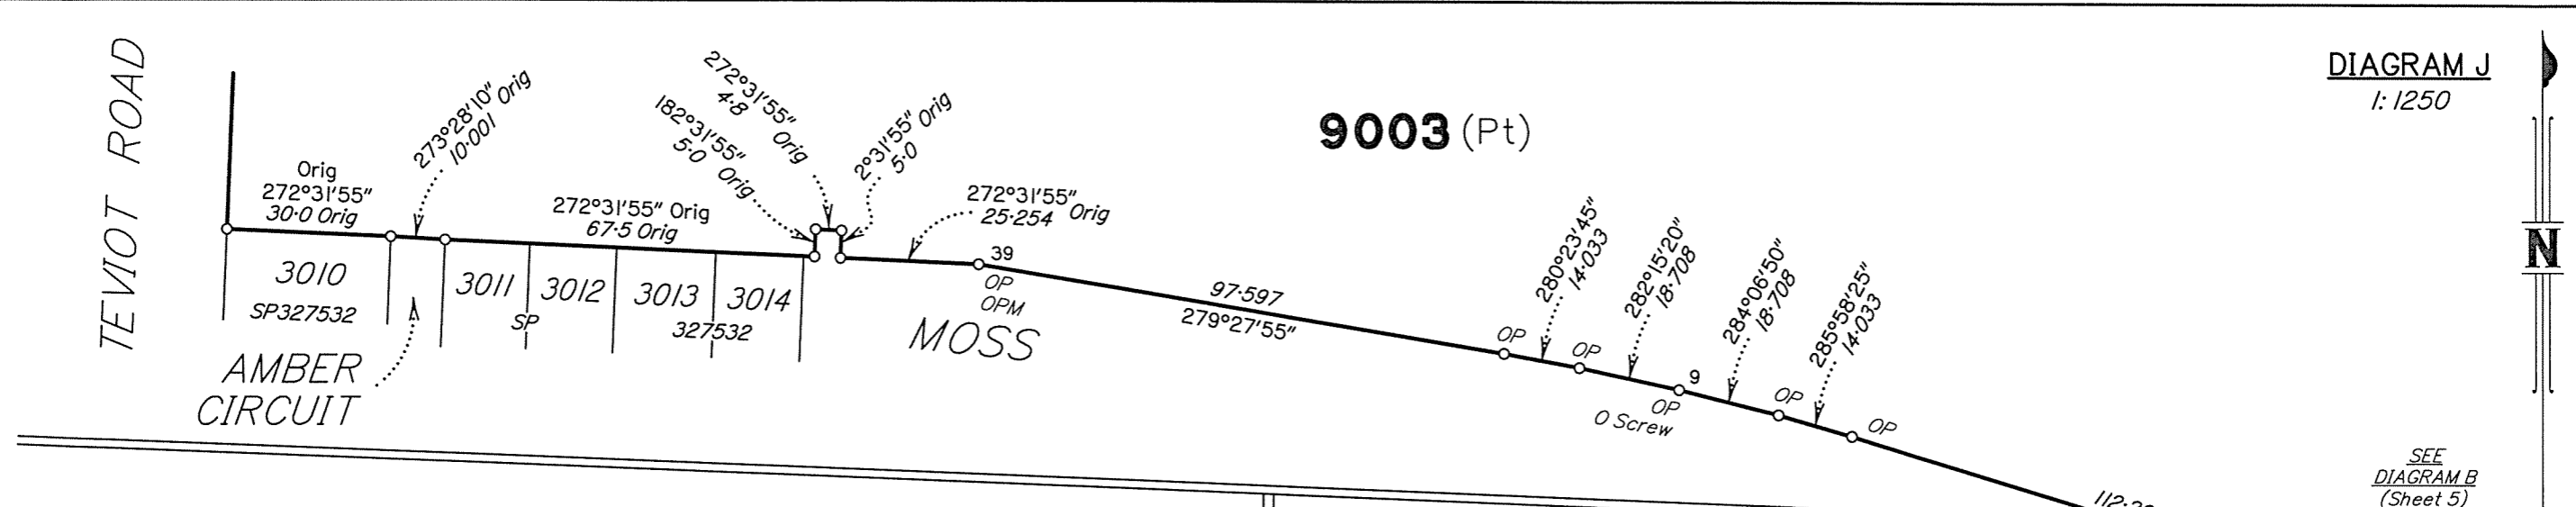 TEVIOT ROAD
Orig
272°31'55"
30·0 Orig
273°28'10" Orig
10·001
272°31'55" Orig
67·5 Orig
182°31'55"
5·0 Orig
272°31'55"
4·8 Orig
2°31'55" Orig
5·0
272°31'55"
25·254 Orig
9003 (Pt)
DIAGRAM J
1: 1250
N
3010
SP327532
3011
3012
3013
3014
SP
327532
AMBER
CIRCUIT
39
OP
OPM
MOSS
97·597
279°27'55"
OP
280°23'45"
14·033
OP
282°15'20"
18·708
9
OP
O Screw
284°06'50"
18·708
OP
285°58'25"
14·033
OP
SEE
DIAGRAM B
(Sheet 5)